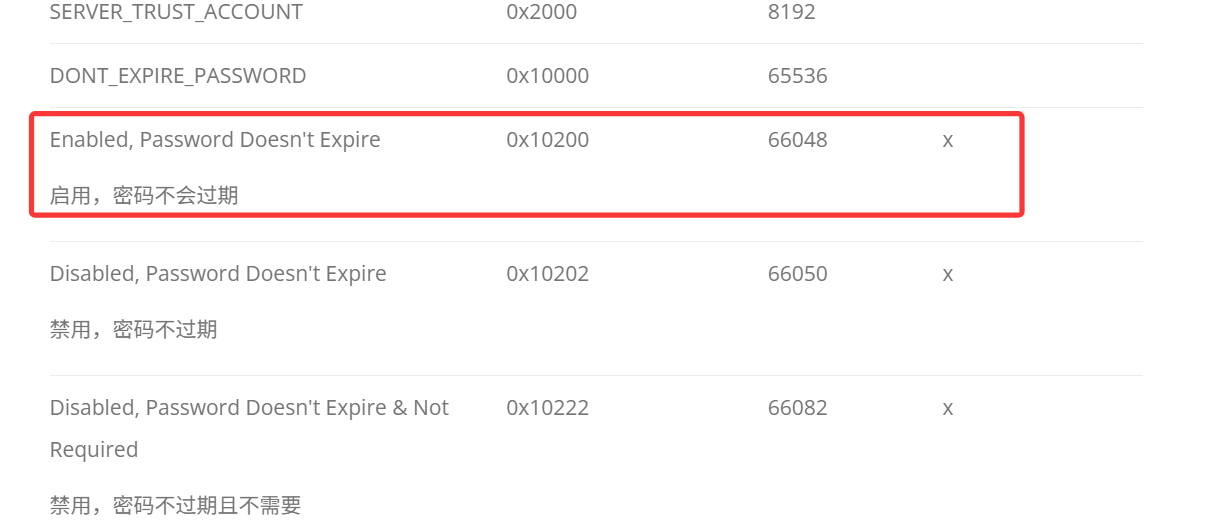 SERVER_TRUST_ACCOUNT 0x2000 8192
DONT_EXPIRE_PASSWORD 0x10000 65536
Enabled, Password Doesn't Expire 0x10200 66048 x
启用，密码不会过期
Disabled, Password Doesn't Expire 0x10202 66050 x
禁用，密码不过期
Disabled, Password Doesn't Expire & Not 0x10222 66082 x
Required
禁用，密码不过期且不需要